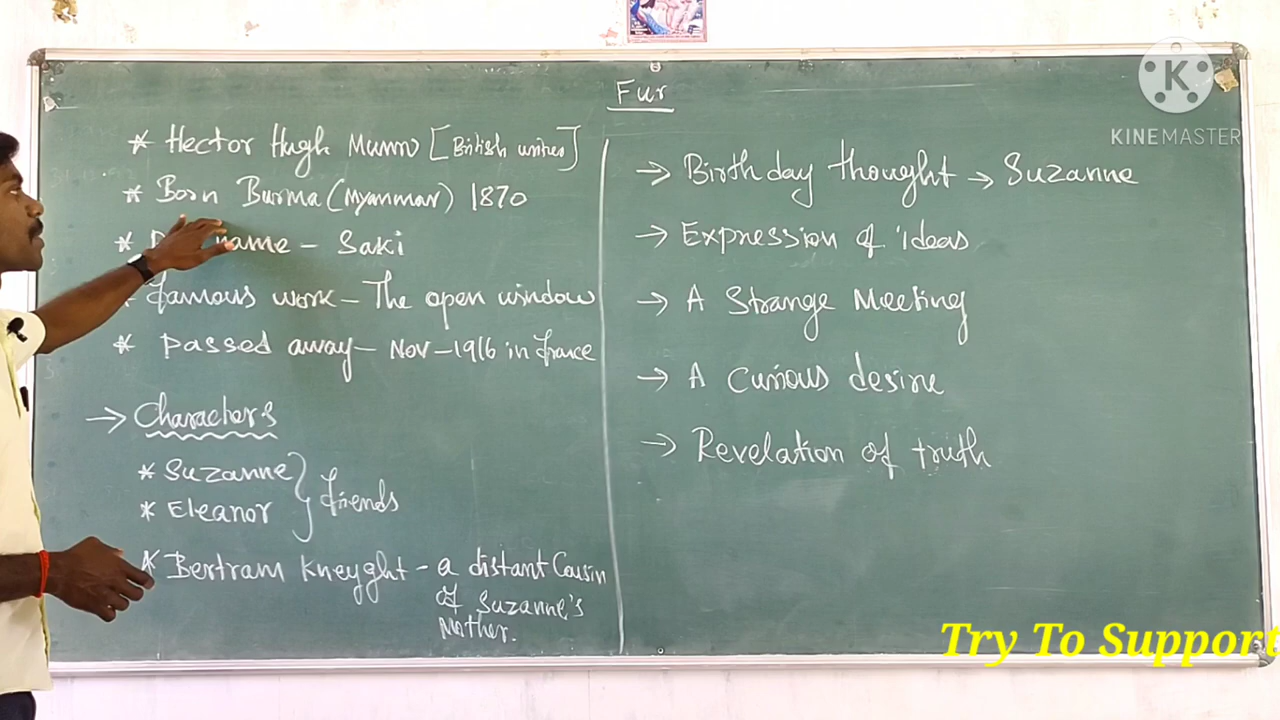 Fur
* Hector Hugh Munro [British writer]
* Born Burma (Myanmar) 1870
* name - Saki
* famous work - The open window
* Passed away - Nov - 1916 in france
→ Characters
* Suzanne
* Eleanor } friends
* Bertram Kneyght - a distant Cousin
of Suzanne's
Mother.
→ Birthday thought → Suzanne
→ Expression of Ideas
→ A Strange Meeting
→ A Curious desire
→ Revelation of truth
K
KINEMASTER
Try To Support